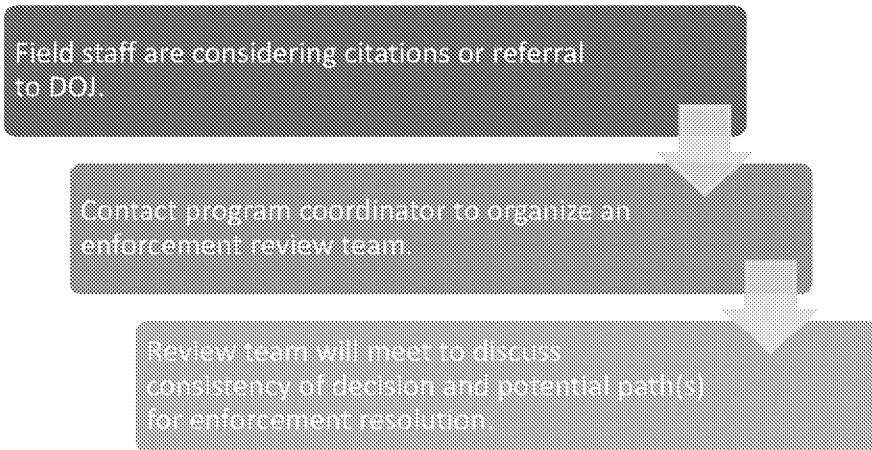 Field staff are considering citations or referral
to DOJ.
Contact program coordinator to organize an
enforcement review team.
Review team will meet to discuss
consistency of decision and potential path(s)
for enforcement resolution.